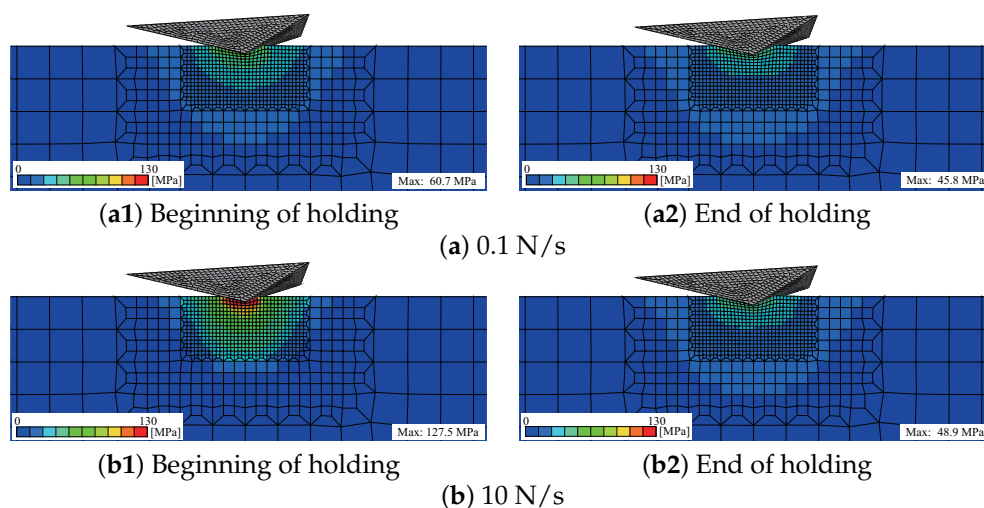 0 130
[MPa]
Max: 60.7 MPa
0 130
[MPa]
Max: 45.8 MPa
(a1) Beginning of holding
(a2) End of holding
(a) 0.1 N/s
0 130
[MPa]
Max: 127.5 MPa
0 130
[MPa]
Max: 48.9 MPa
(b1) Beginning of holding
(b2) End of holding
(b) 10 N/s